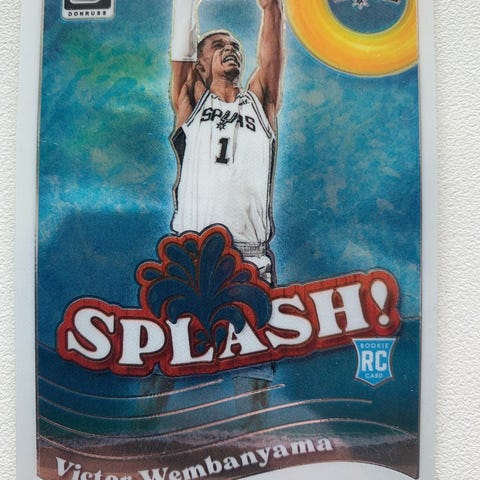 DONRUSS
SPURS
1
SPLASH!
ROOKIE
RC
CARD
Victor Wembanyama